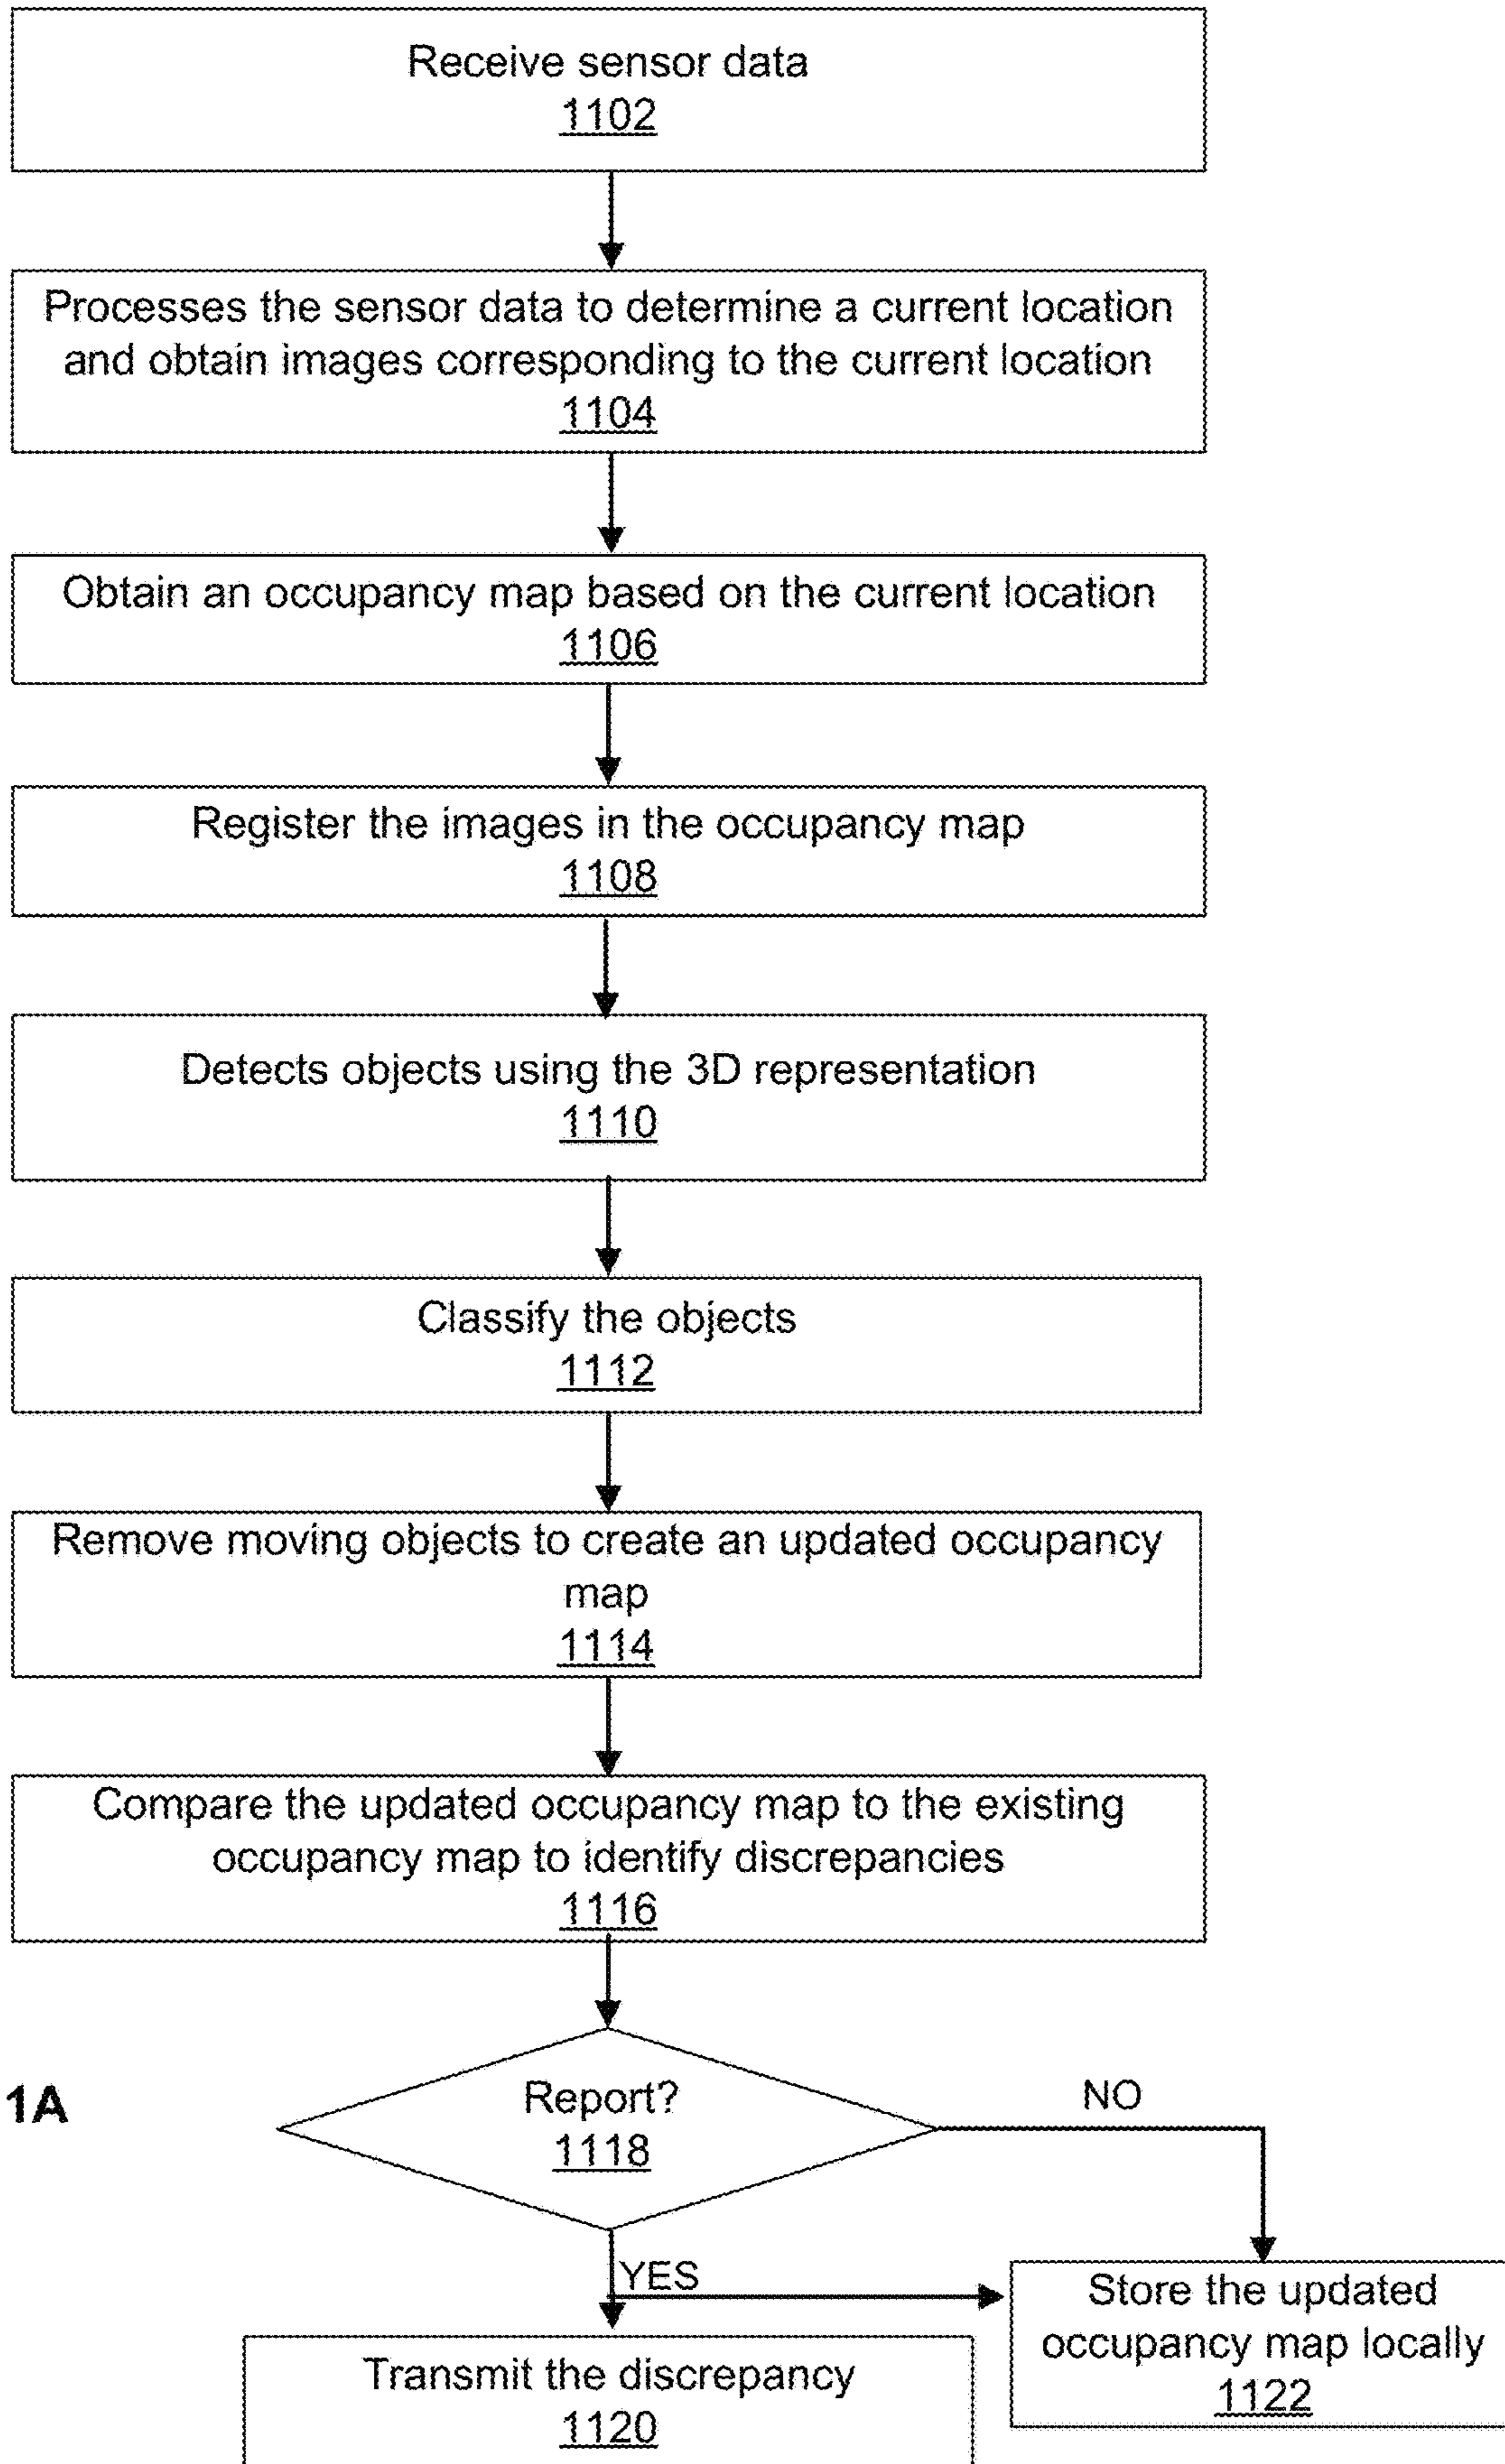 Receive sensor data
1102
Processes the sensor data to determine a current location
and obtain images corresponding to the current location
1104
Obtain an occupancy map based on the current location
1106
Register the images in the occupancy map
1108
Detects objects using the 3D representation
1110
Classify the objects
1112
Remove moving objects to create an updated occupancy
map
1114
Compare the updated occupancy map to the existing
occupancy map to identify discrepancies
1116
1A
Report?
1118
NO
YES
Store the updated
occupancy map locally
1122
Transmit the discrepancy
1120